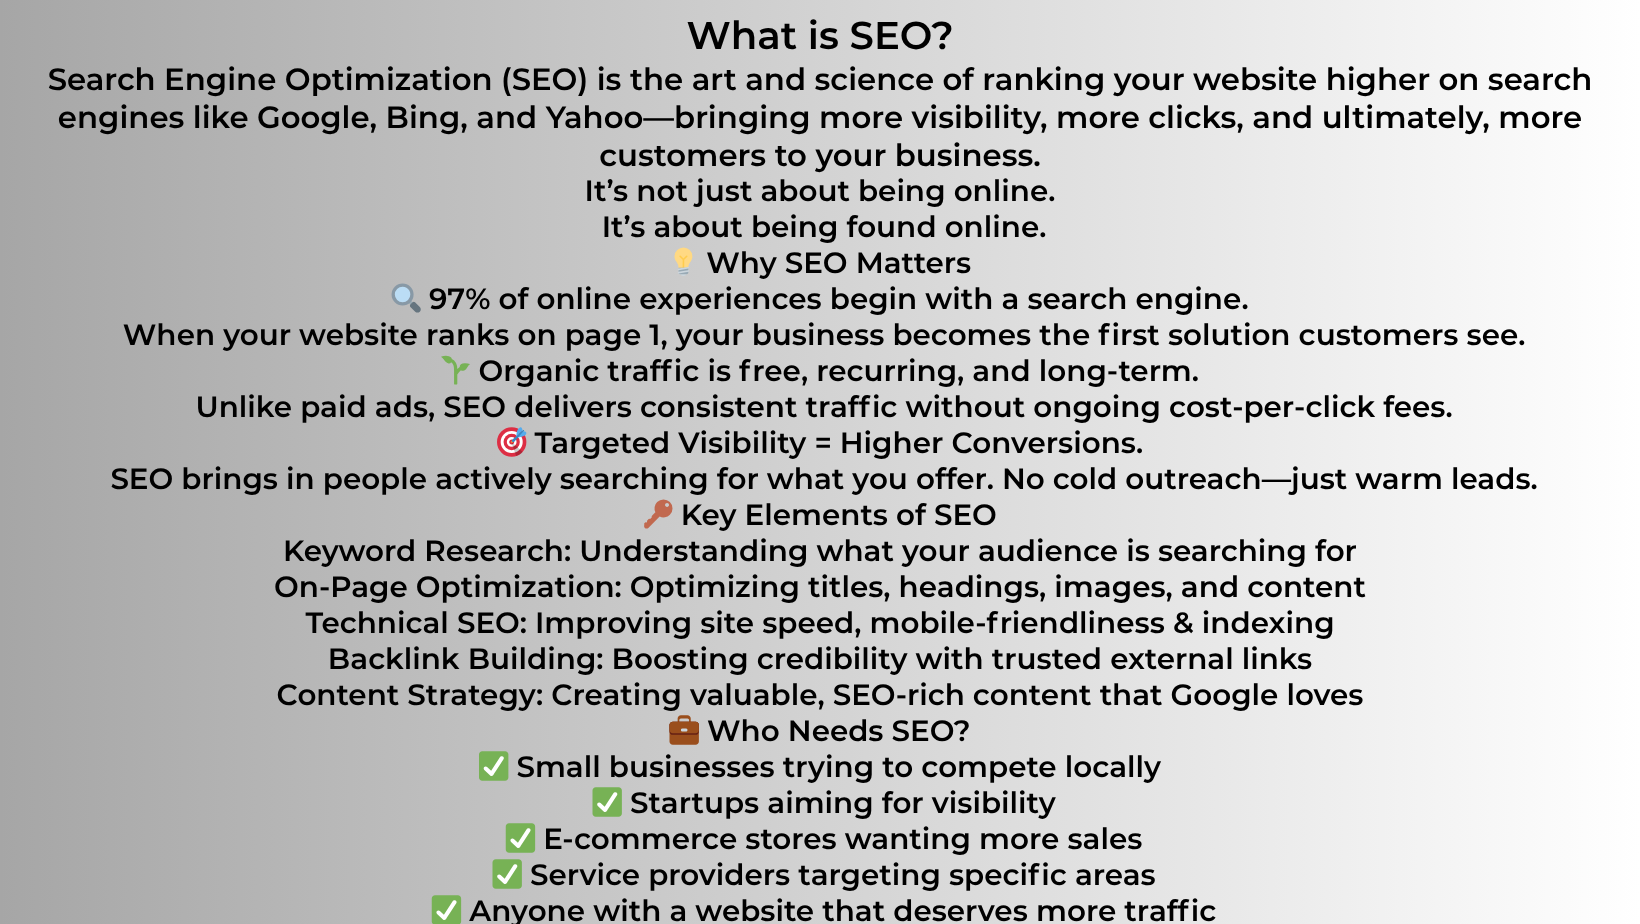 What is SEO?
Search Engine Optimization (SEO) is the art and science of ranking your website higher on search
engines like Google, Bing, and Yahoo—bringing more visibility, more clicks, and ultimately, more
customers to your business.
It’s not just about being online.
It’s about being found online.
💡 Why SEO Matters
🔍 97% of online experiences begin with a search engine.
When your website ranks on page 1, your business becomes the first solution customers see.
🌱 Organic traffic is free, recurring, and long-term.
Unlike paid ads, SEO delivers consistent traffic without ongoing cost-per-click fees.
🎯 Targeted Visibility = Higher Conversions.
SEO brings in people actively searching for what you offer. No cold outreach—just warm leads.
🔑 Key Elements of SEO
Keyword Research: Understanding what your audience is searching for
On-Page Optimization: Optimizing titles, headings, images, and content
Technical SEO: Improving site speed, mobile-friendliness & indexing
Backlink Building: Boosting credibility with trusted external links
Content Strategy: Creating valuable, SEO-rich content that Google loves
💼 Who Needs SEO?
✅ Small businesses trying to compete locally
✅ Startups aiming for visibility
✅ E-commerce stores wanting more sales
✅ Service providers targeting specific areas
✅ Anyone with a website that deserves more traffic